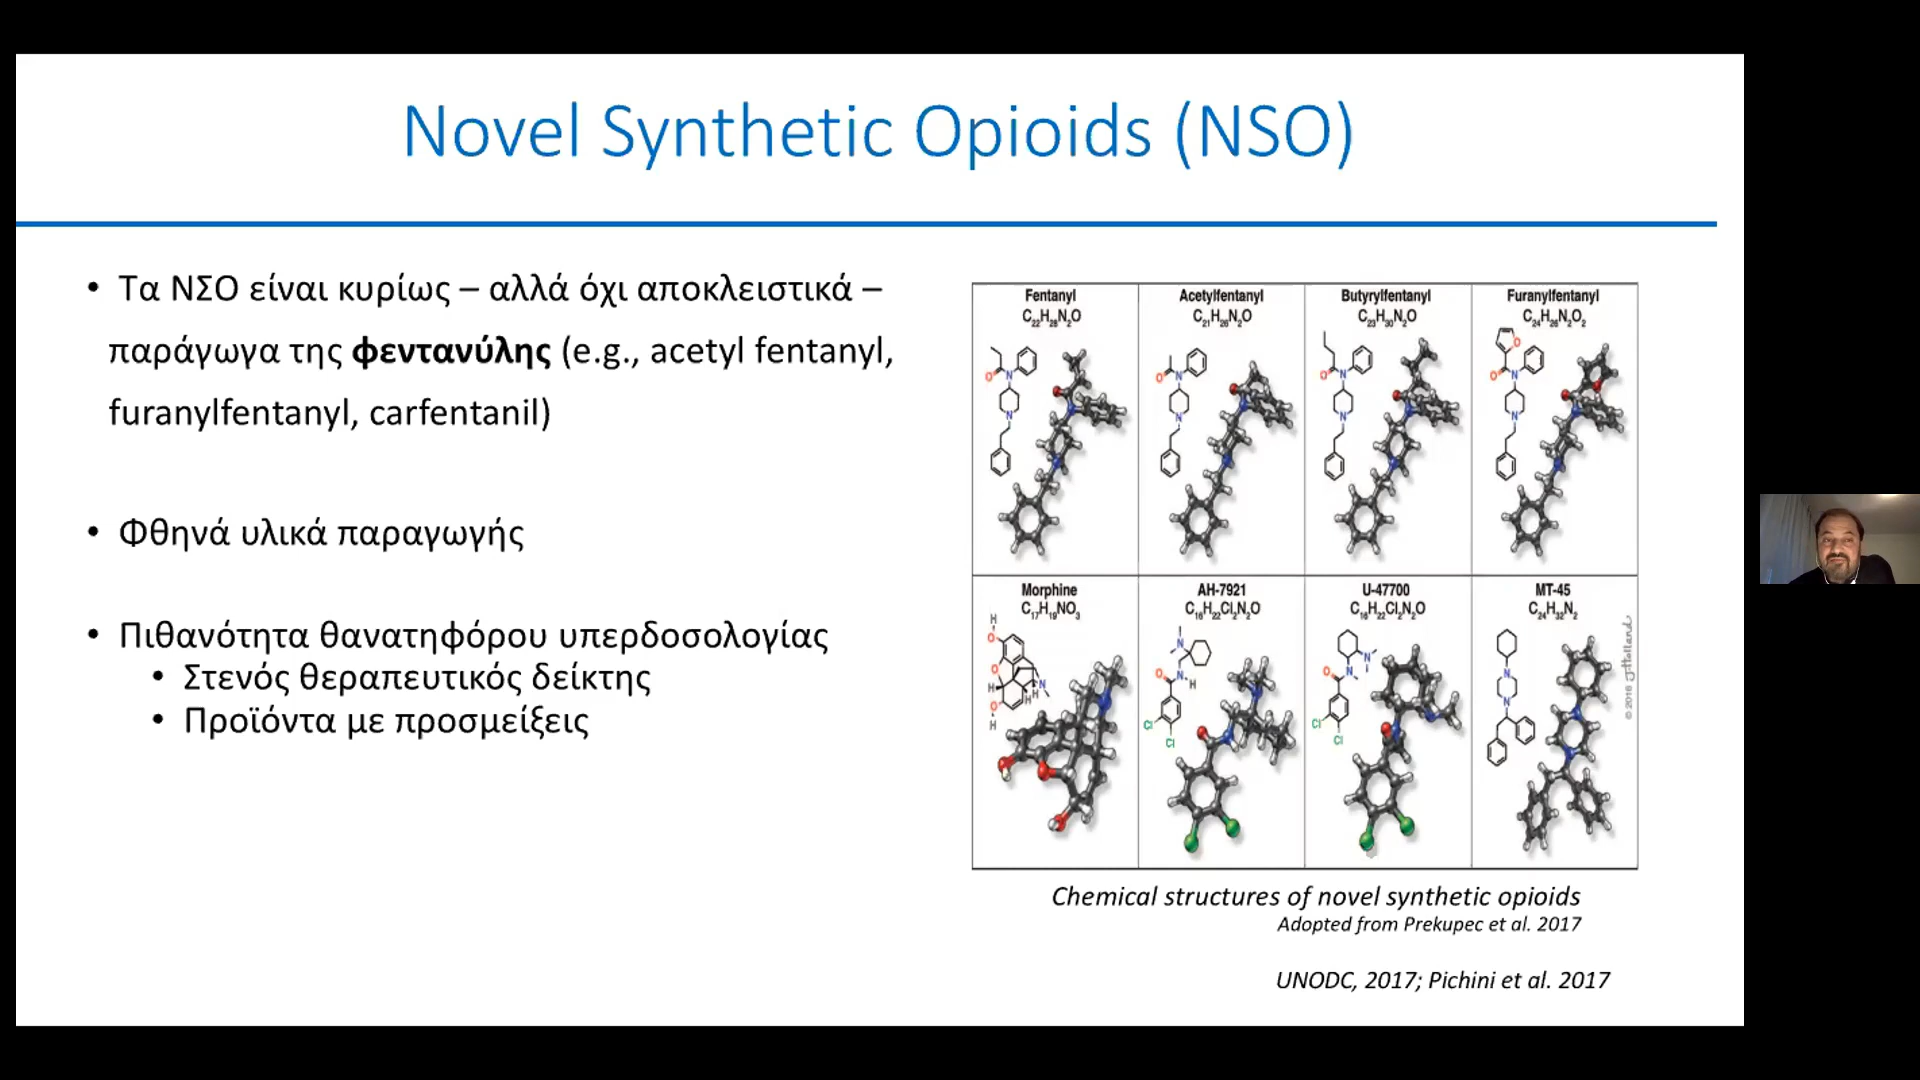 Novel Synthetic Opioids (NSO)
• Τα ΝΣΟ είναι κυρίως – αλλά όχι αποκλειστικά –
παράγωγα της φεντανύλης (e.g., acetyl fentanyl,
furanylfentanyl, carfentanil)
• Φθηνά υλικά παραγωγής
• Πιθανότητα θανατηφόρου υπερδοσολογίας
• Στενός θεραπευτικός δείκτης
• Προϊόντα με προσμείξεις
Fentanyl
C₂₂H₂₈N₂O
Acetylfentanyl
C₂₁H₂₆N₂O
Butyrylfentanyl
C₂₃H₃₀N₂O
Furanylfentanyl
C₂₄H₂₆N₂O₂
Morphine
C₁₇H₁₉NO₃
AH-7921
C₁₆H₂₂Cl₂N₂O
U-47700
C₁₆H₂₂Cl₂N₂O
MT-45
C₂₄H₃₂N₂
© 2016 JHolland
Chemical structures of novel synthetic opioids
Adopted from Prekupec et al. 2017
UNODC, 2017; Pichini et al. 2017